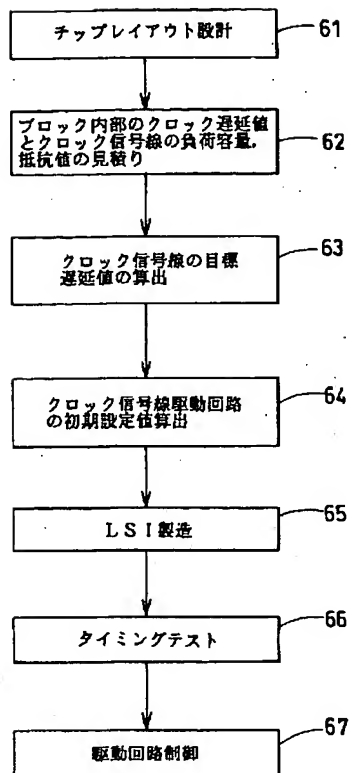 チップレイアウト設計
61
ブロック内部のクロック遅延値
とクロック信号線の負荷容量,
抵抗値の見積り
62
クロック信号線の目標
遅延値の算出
63
クロック信号線駆動回路
の初期設定値算出
64
LSI製造
65
タイミングテスト
66
駆動回路制御
67